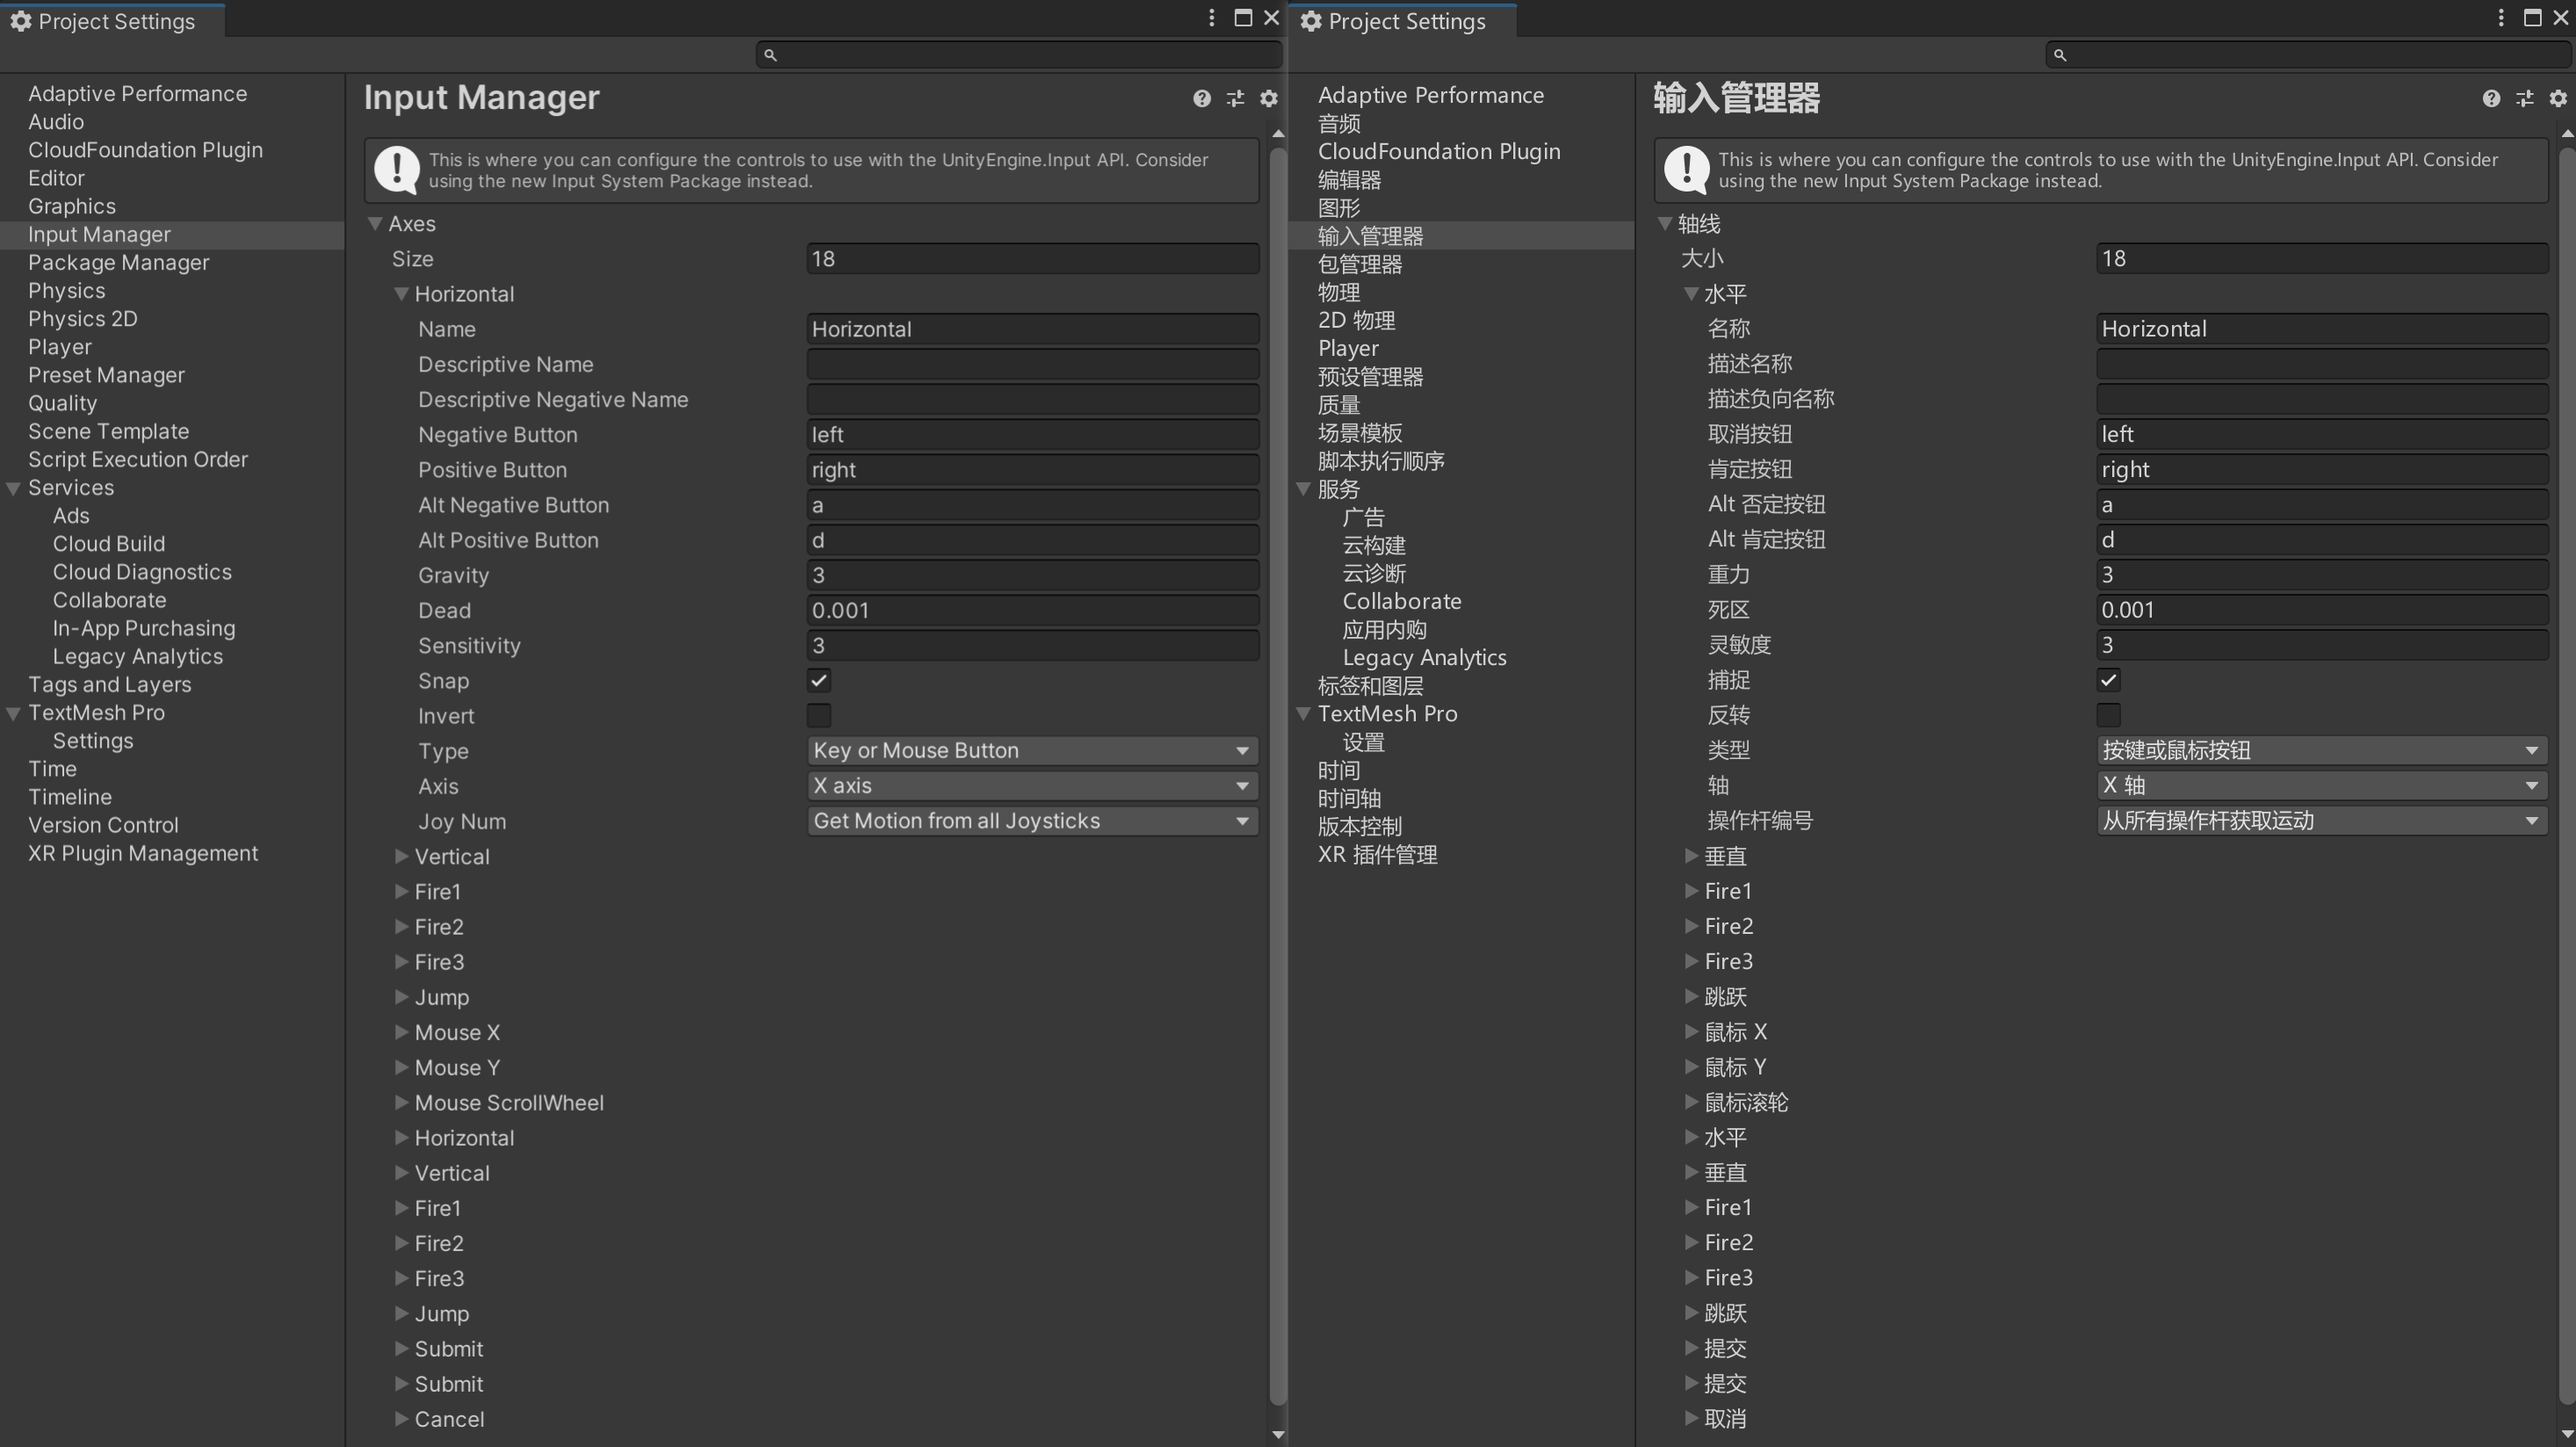 Project Settings
Adaptive Performance
Audio
CloudFoundation Plugin
Editor
Graphics
Input Manager
Package Manager
Physics
Physics 2D
Player
Preset Manager
Quality
Scene Template
Script Execution Order
Services
Ads
Cloud Build
Cloud Diagnostics
Collaborate
In-App Purchasing
Legacy Analytics
Tags and Layers
TextMesh Pro
Settings
Time
Timeline
Version Control
XR Plugin Management
Input Manager
This is where you can configure the controls to use with the UnityEngine.Input API. Consider
using the new Input System Package instead.
Axes
Size 18
Horizontal
Name Horizontal
Descriptive Name
Descriptive Negative Name
Negative Button left
Positive Button right
Alt Negative Button a
Alt Positive Button d
Gravity 3
Dead 0.001
Sensitivity 3
Snap
Invert
Type Key or Mouse Button
Axis X axis
Joy Num Get Motion from all Joysticks
Vertical
Fire1
Fire2
Fire3
Jump
Mouse X
Mouse Y
Mouse ScrollWheel
Horizontal
Vertical
Fire1
Fire2
Fire3
Jump
Submit
Submit
Cancel
Project Settings
Adaptive Performance
音频
CloudFoundation Plugin
编辑器
图形
输入管理器
包管理器
物理
2D 物理
Player
预设管理器
质量
场景模板
脚本执行顺序
服务
广告
云构建
云诊断
Collaborate
应用内购
Legacy Analytics
标签和图层
TextMesh Pro
设置
时间
时间轴
版本控制
XR 插件管理
输入管理器
This is where you can configure the controls to use with the UnityEngine.Input API. Consider
using the new Input System Package instead.
轴线
大小 18
水平
名称 Horizontal
描述名称
描述负向名称
取消按钮 left
肯定按钮 right
Alt 否定按钮 a
Alt 肯定按钮 d
重力 3
死区 0.001
灵敏度 3
捕捉
反转
类型 按键或鼠标按钮
轴 X 轴
操作杆编号 从所有操作杆获取运动
垂直
Fire1
Fire2
Fire3
跳跃
鼠标 X
鼠标 Y
鼠标滚轮
水平
垂直
Fire1
Fire2
Fire3
跳跃
提交
提交
取消